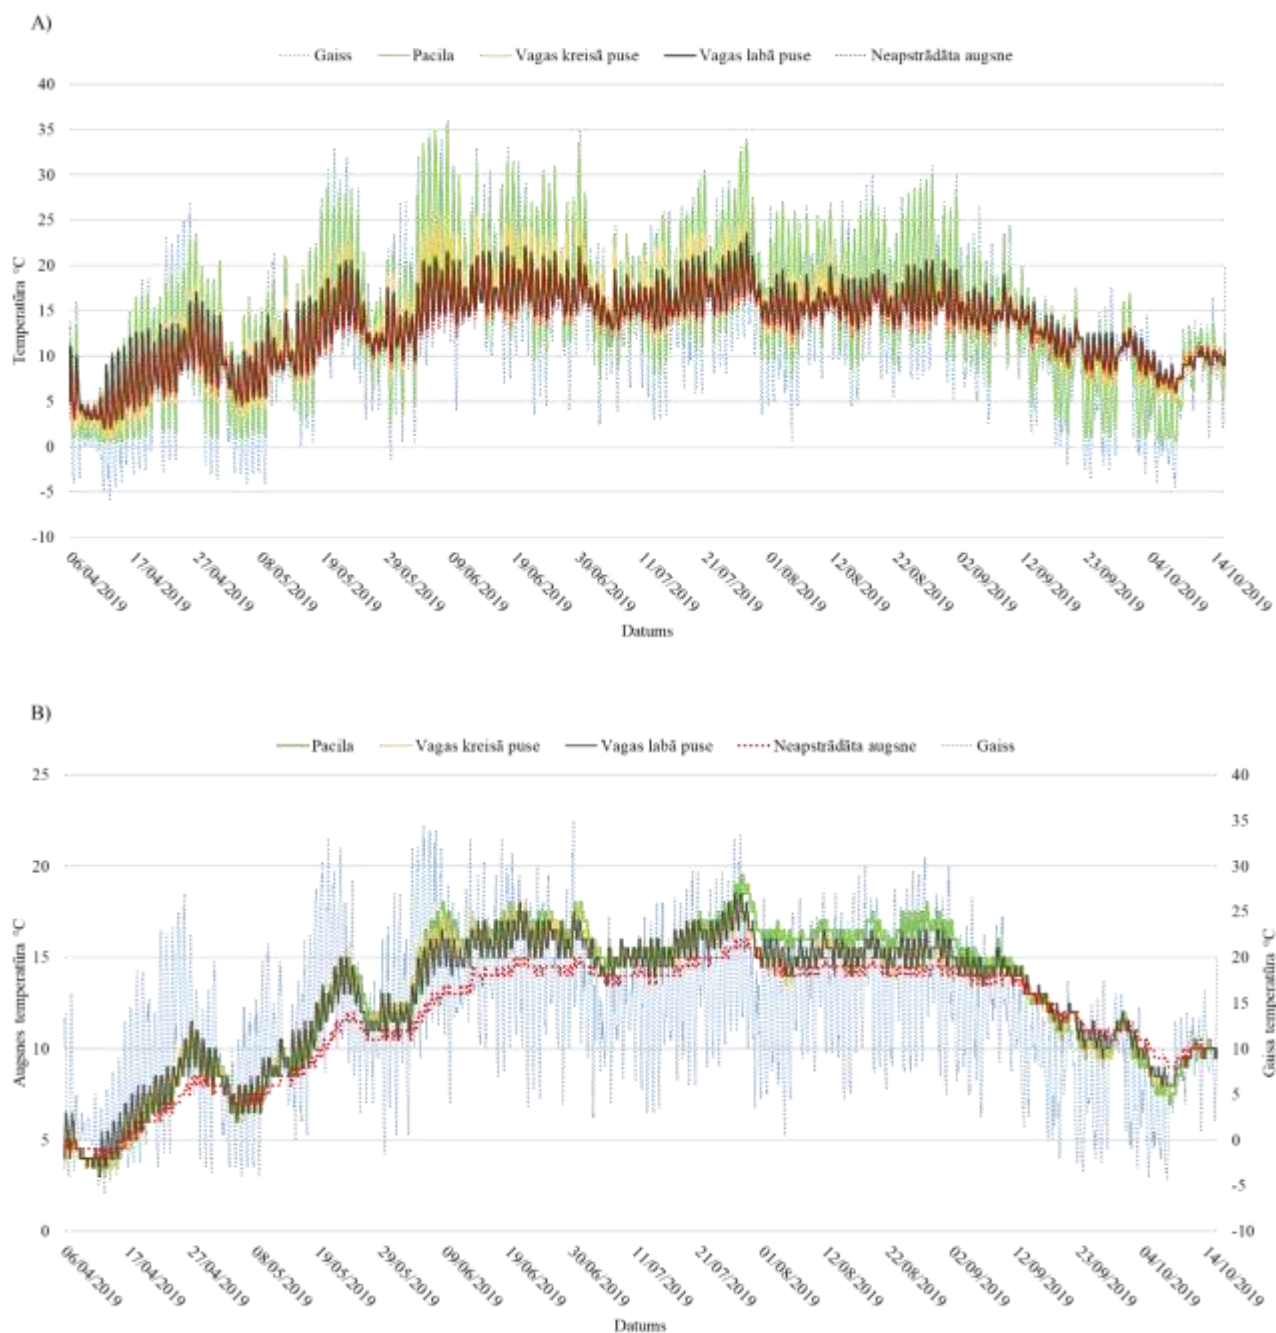 A)
Gaiss Pacila Vagas kreisā puse Vagas labā puse Neapstrādāta augsne
40
35
30
25
20
15
10
5
0
-5
-10
Temperatūra °C
06/04/2019 17/04/2019 27/04/2019 08/05/2019 19/05/2019 29/05/2019 09/06/2019 19/06/2019 30/06/2019 11/07/2019 21/07/2019 01/08/2019 12/08/2019 22/08/2019 02/09/2019 12/09/2019 23/09/2019 04/10/2019 14/10/2019
Datums
B)
Pacila Vagas kreisā puse Vagas labā puse Neapstrādāta augsne Gaiss
25
20
15
10
5
0
Augsnes temperatūra °C
40
35
30
25
20
15
10
5
0
-5
-10
Gaisa temperatūra °C
06/04/2019 17/04/2019 27/04/2019 08/05/2019 19/05/2019 29/05/2019 09/06/2019 19/06/2019 30/06/2019 11/07/2019 21/07/2019 01/08/2019 12/08/2019 22/08/2019 02/09/2019 12/09/2019 23/09/2019 04/10/2019 14/10/2019
Datums